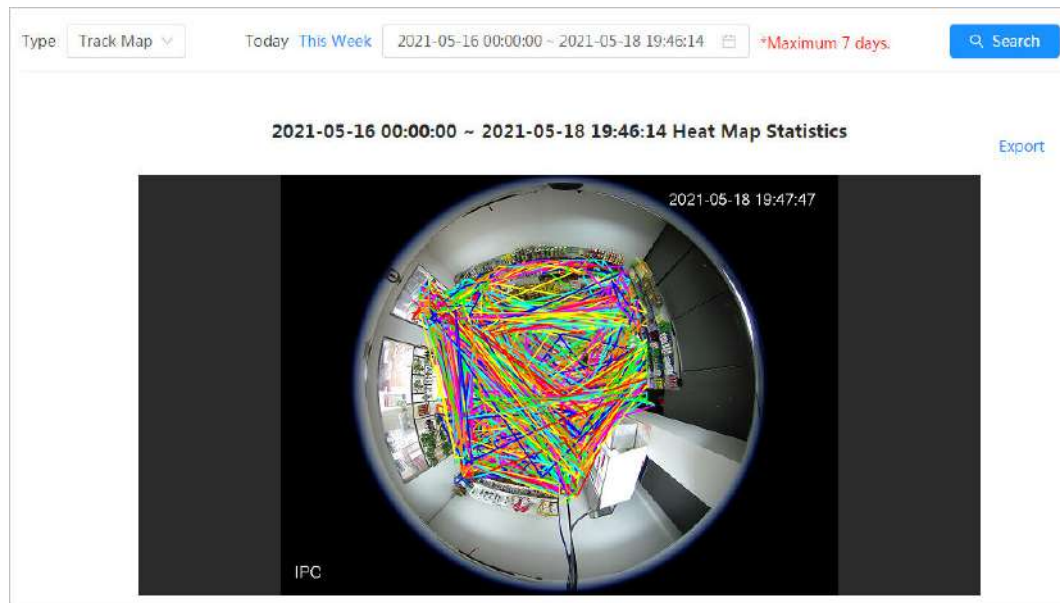 Type Track Map Today This Week 2021-05-16 00:00:00 ~ 2021-05-18 19:46:14 *Maximum 7 days. Search
2021-05-16 00:00:00 ~ 2021-05-18 19:46:14 Heat Map Statistics
Export
2021-05-18 19:47:47
IPC